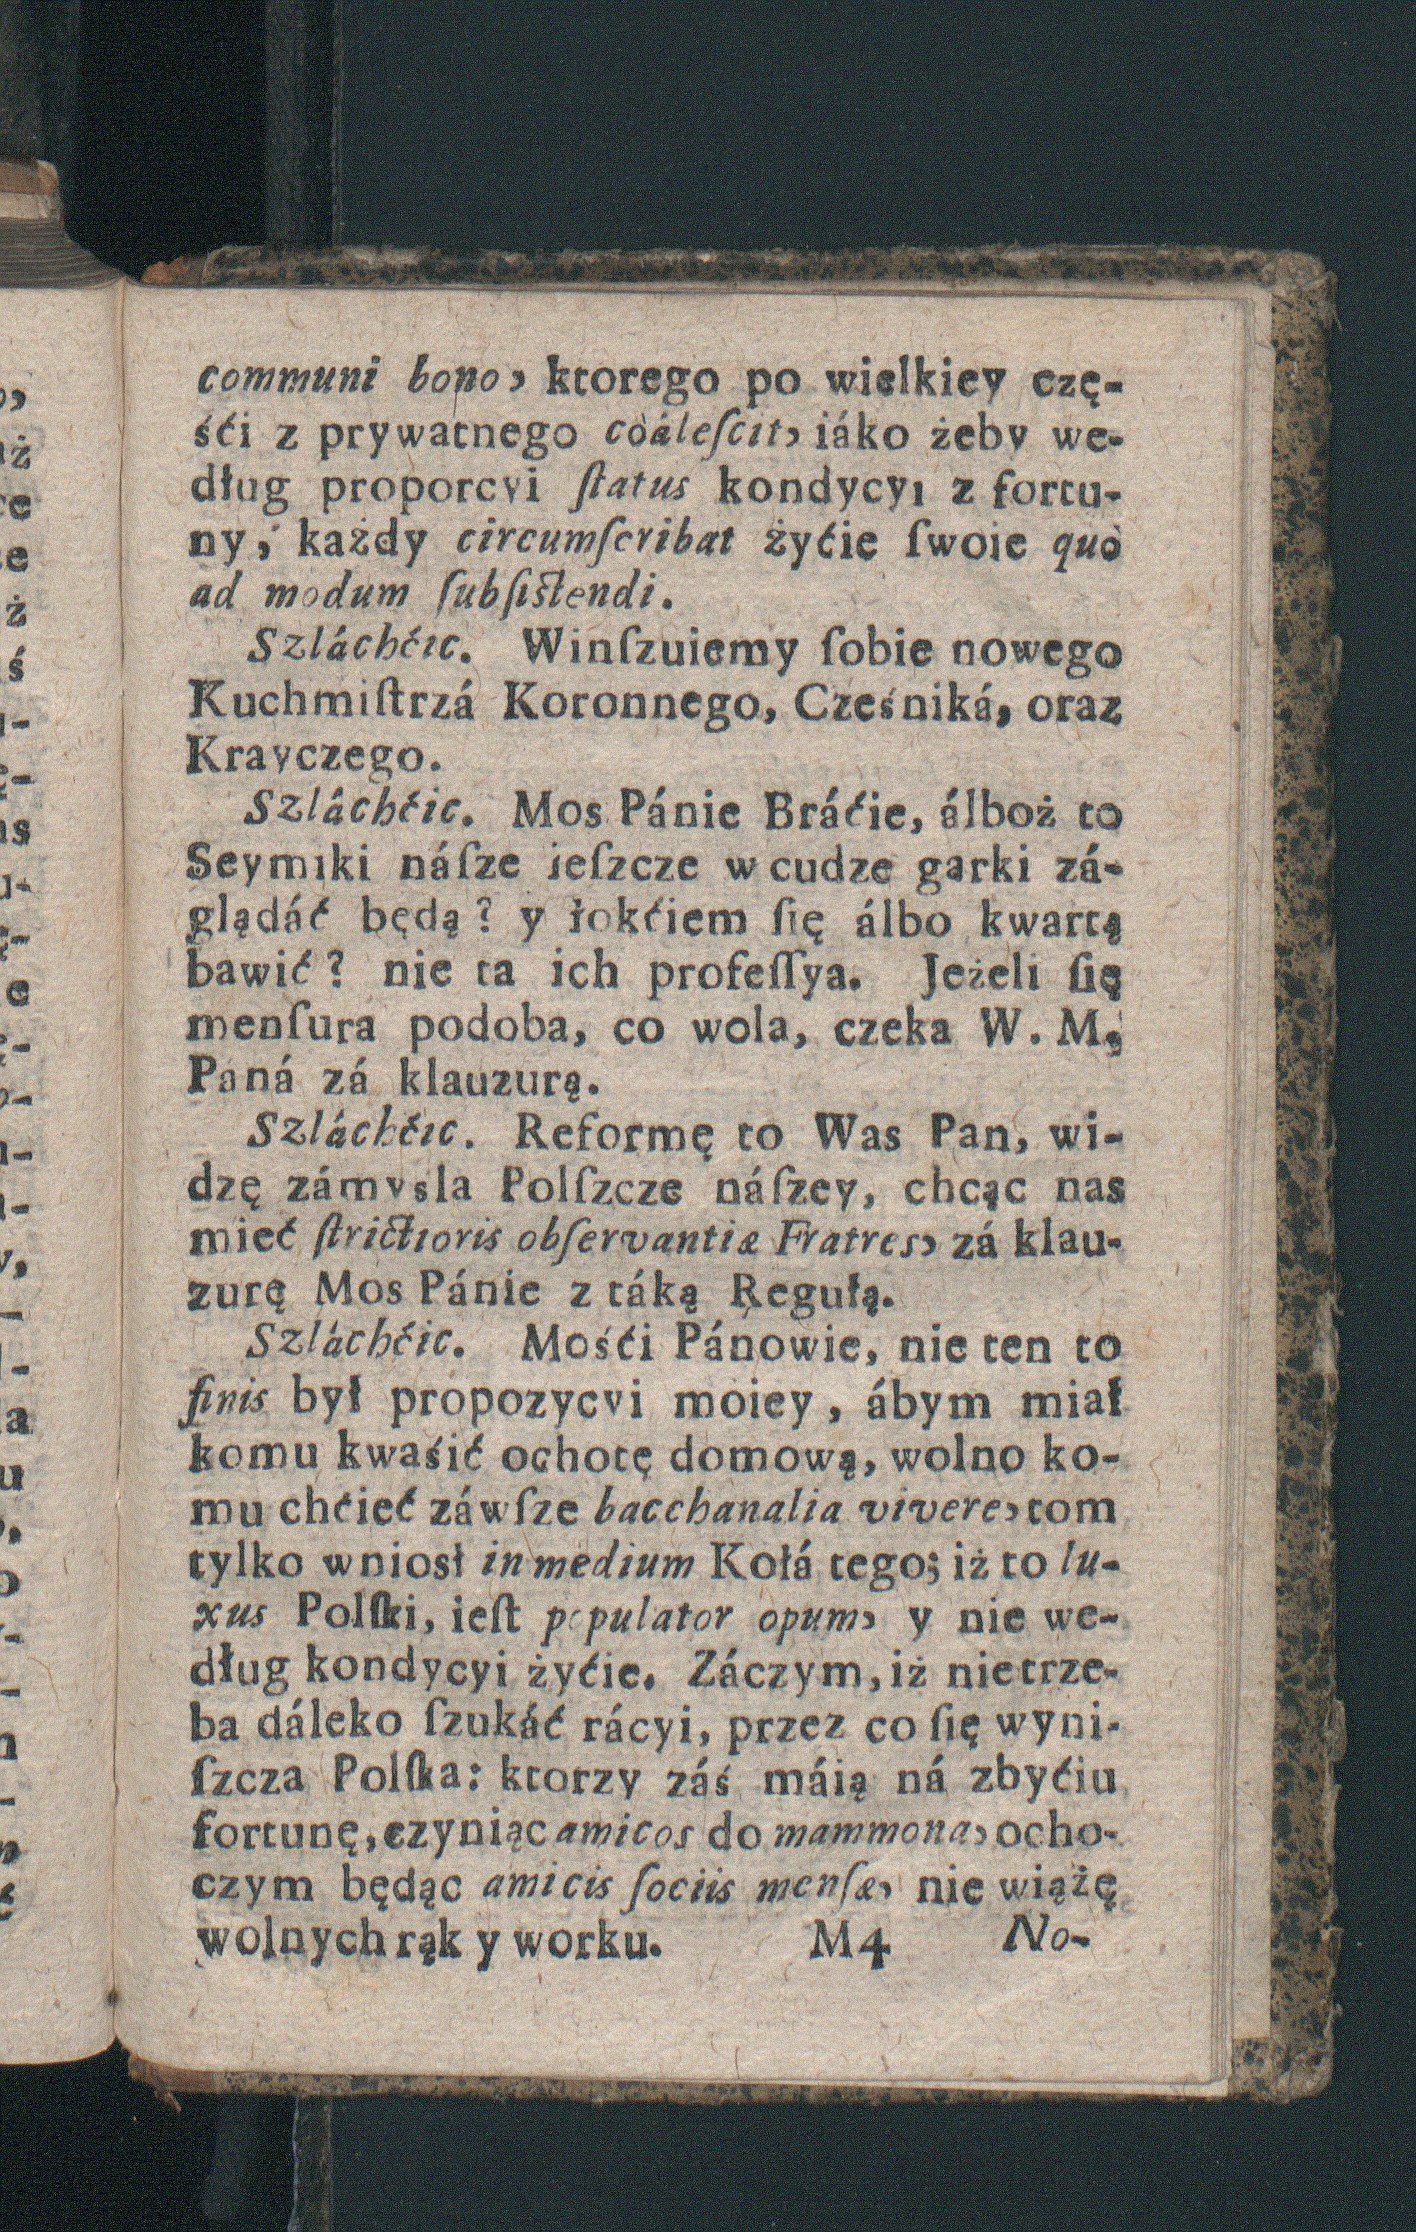 communi bono, ktorego po wielkiey czę-
śći z prywatnego coáleſcit, iáko żeby we-
dług proporcyi ſtatus kondycyi z fortu-
ny, każdy circumſcribat żyćie ſwoie quo
ad modum ſubſiſtendi.
Szláchćic. Winſzuiemy ſobie nowego
Kuchmiſtrzá Koronnego, Cześniká, oraz
Krayczego.
Szláchćic. Mos Pánie Bráćie, álboż to
Seymiki náſze ieſzcze w cudze garki zá-
glądáć będą? y łokćiem ſię álbo kwartą
bawić? nie ta ich profeſſya. Jeżeli ſię
menſura podoba, co wola, czeka W. M,
Paná zá klauzurą.
Szláchćic. Reformę to Was Pan, wi-
dzę zámysla Polſzcze náſzey, chcąc nas
mieć ſtrictioris obſervantiæ Fratres, zá klau-
zurę Mos Pánie z táką Regułą.
Szláchćic. Mośći Pánowie, nie ten to
finis był propozycyi moiey, ábym miał
komu kwaśić ochotę domową, wolno ko-
mu chćieć záwſze bacchanalia vivere, tom
tylko wniosł in medium Kołá tego; iż to lu-
xus Polſki, ieſt populator opum, y nie we-
dług kondycyi żyćie. Záczym, iż nietrze-
ba dáleko ſzukáć rácyi, przez co ſię wyni-
ſzcza Polſka: ktorzy záś máią ná zbyćiu
fortunę, czyniąc amicos do mammona, ocho-
czym będąc amicis ſociis menſæ, nie wiążę
wolnych rąk y worku. M4 No-